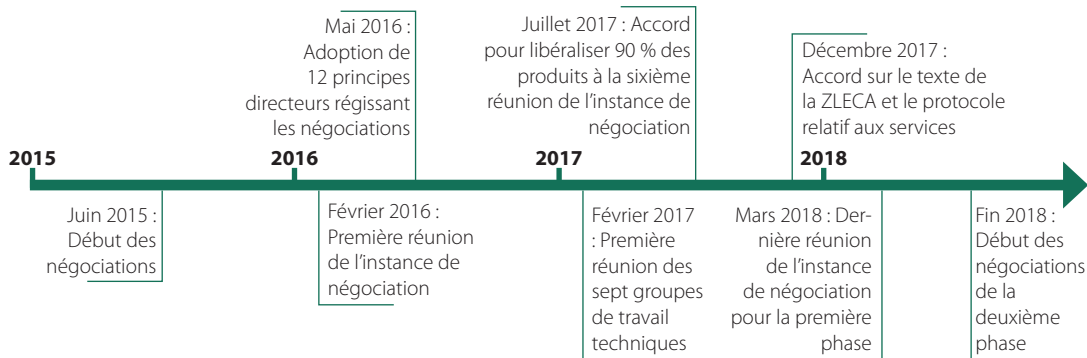 Mai 2016 :
Adoption de
12 principes
directeurs régissant
les négociations
Juillet 2017 : Accord
pour libéraliser 90 % des
produits à la sixième
réunion de l’instance de
négociation
Décembre 2017 :
Accord sur le texte de
la ZLECA et le protocole
relatif aux services
2015
2016
2017
2018
Juin 2015 :
Début des
négociations
Février 2016 :
Première réunion
de l’instance de
négociation
Février 2017
: Première
réunion des
sept groupes
de travail
techniques
Mars 2018 : Der-
nière réunion
de l’instance
de négociation
pour la première
phase
Fin 2018 :
Début des
négociations
de la
deuxième
phase